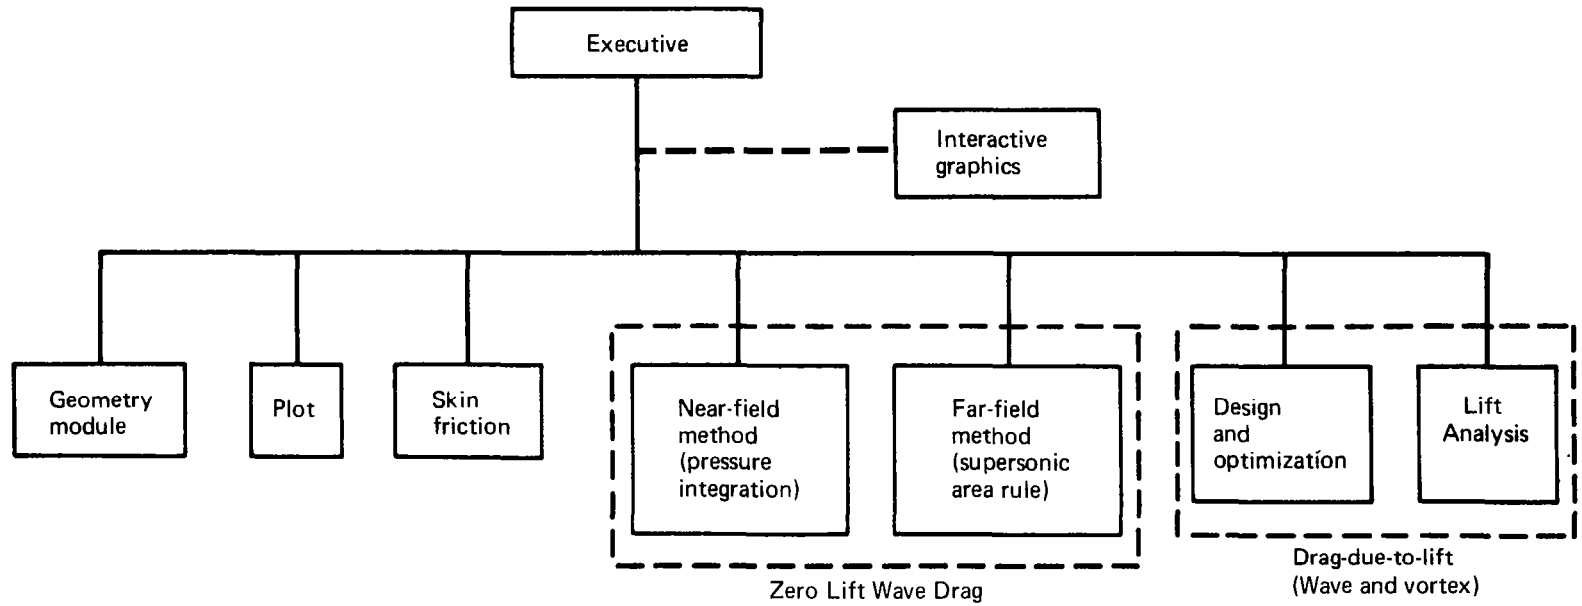 Executive
Interactive
graphics
Geometry
module
Plot
Skin
friction
Near-field
method
(pressure
integration)
Far-field
method
(supersonic
area rule)
Design
and
optimization
Lift
Analysis
Zero Lift Wave Drag
Drag-due-to-lift
(Wave and vortex)